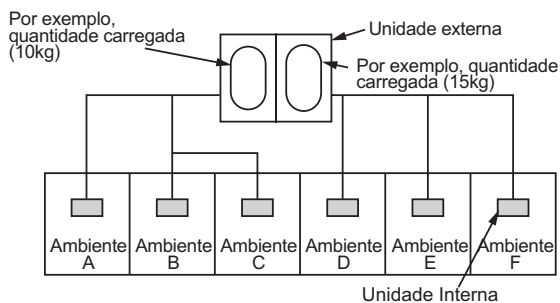 Por exemplo,
quantidade carregada
(10kg)
Unidade externa
Por exemplo, quantidade
carregada (15kg)
Ambiente
A
Ambiente
B
Ambiente
C
Ambiente
D
Ambiente
E
Ambiente
F
Unidade Interna